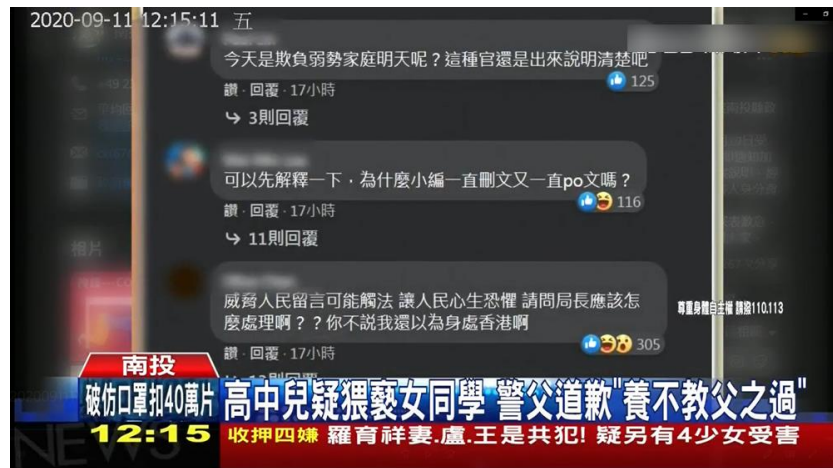 2020-09-11 12:15:11 五
今天是欺負弱勢家庭明天呢？這種官還是出來說明清楚吧
125
讚·回覆·17小時
3則回覆
可以先解釋一下，為什麼小編一直刪文又一直po文嗎？
116
讚·回覆·17小時
11則回覆
威脅人民留言可能觸法 讓人民心生恐懼 請問局長應該怎
麼處理啊？？你不說我還以為身處香港啊
305
讚·回覆·17小時
尊重身體自主權 請撥110.113
相片
南投
破仿口罩扣40萬片
高中兒疑猥褻女同學 警父道歉"養不教父之過"
NEWS
12:15
收押四嫌 羅育祥妻.盧.王是共犯! 疑另有4少女受害